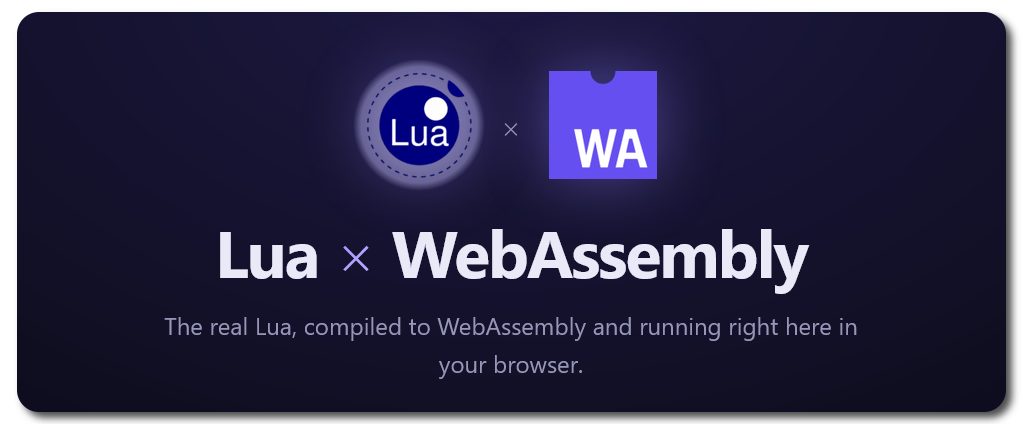 Lua × WA
Lua × WebAssembly
The real Lua, compiled to WebAssembly and running right here in
your browser.